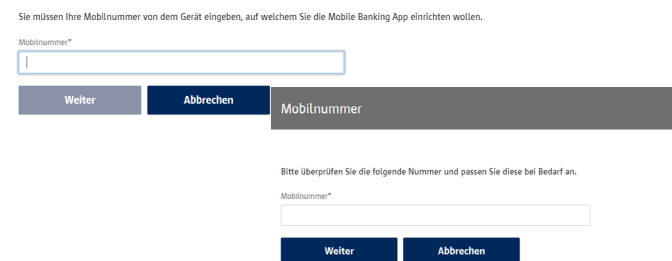 Sie müssen Ihre Mobilnummer von dem Gerät eingeben, auf welchem Sie die Mobile Banking App einrichten wollen.
Mobilnummer*
Weiter Abbrechen
Mobilnummer
Bitte überprüfen Sie die folgende Nummer und passen Sie diese bei Bedarf an.
Mobilnummer*
Weiter Abbrechen